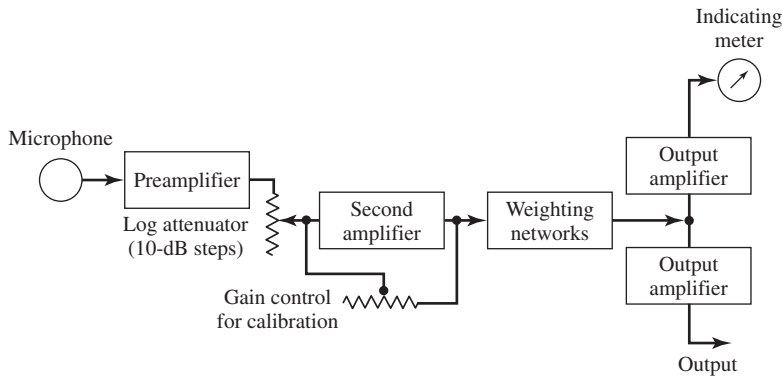 Indicating
meter
Microphone
Preamplifier
Log attenuator
(10-dB steps)
Second
amplifier
Weighting
networks
Output
amplifier
Output
amplifier
Gain control
for calibration
Output